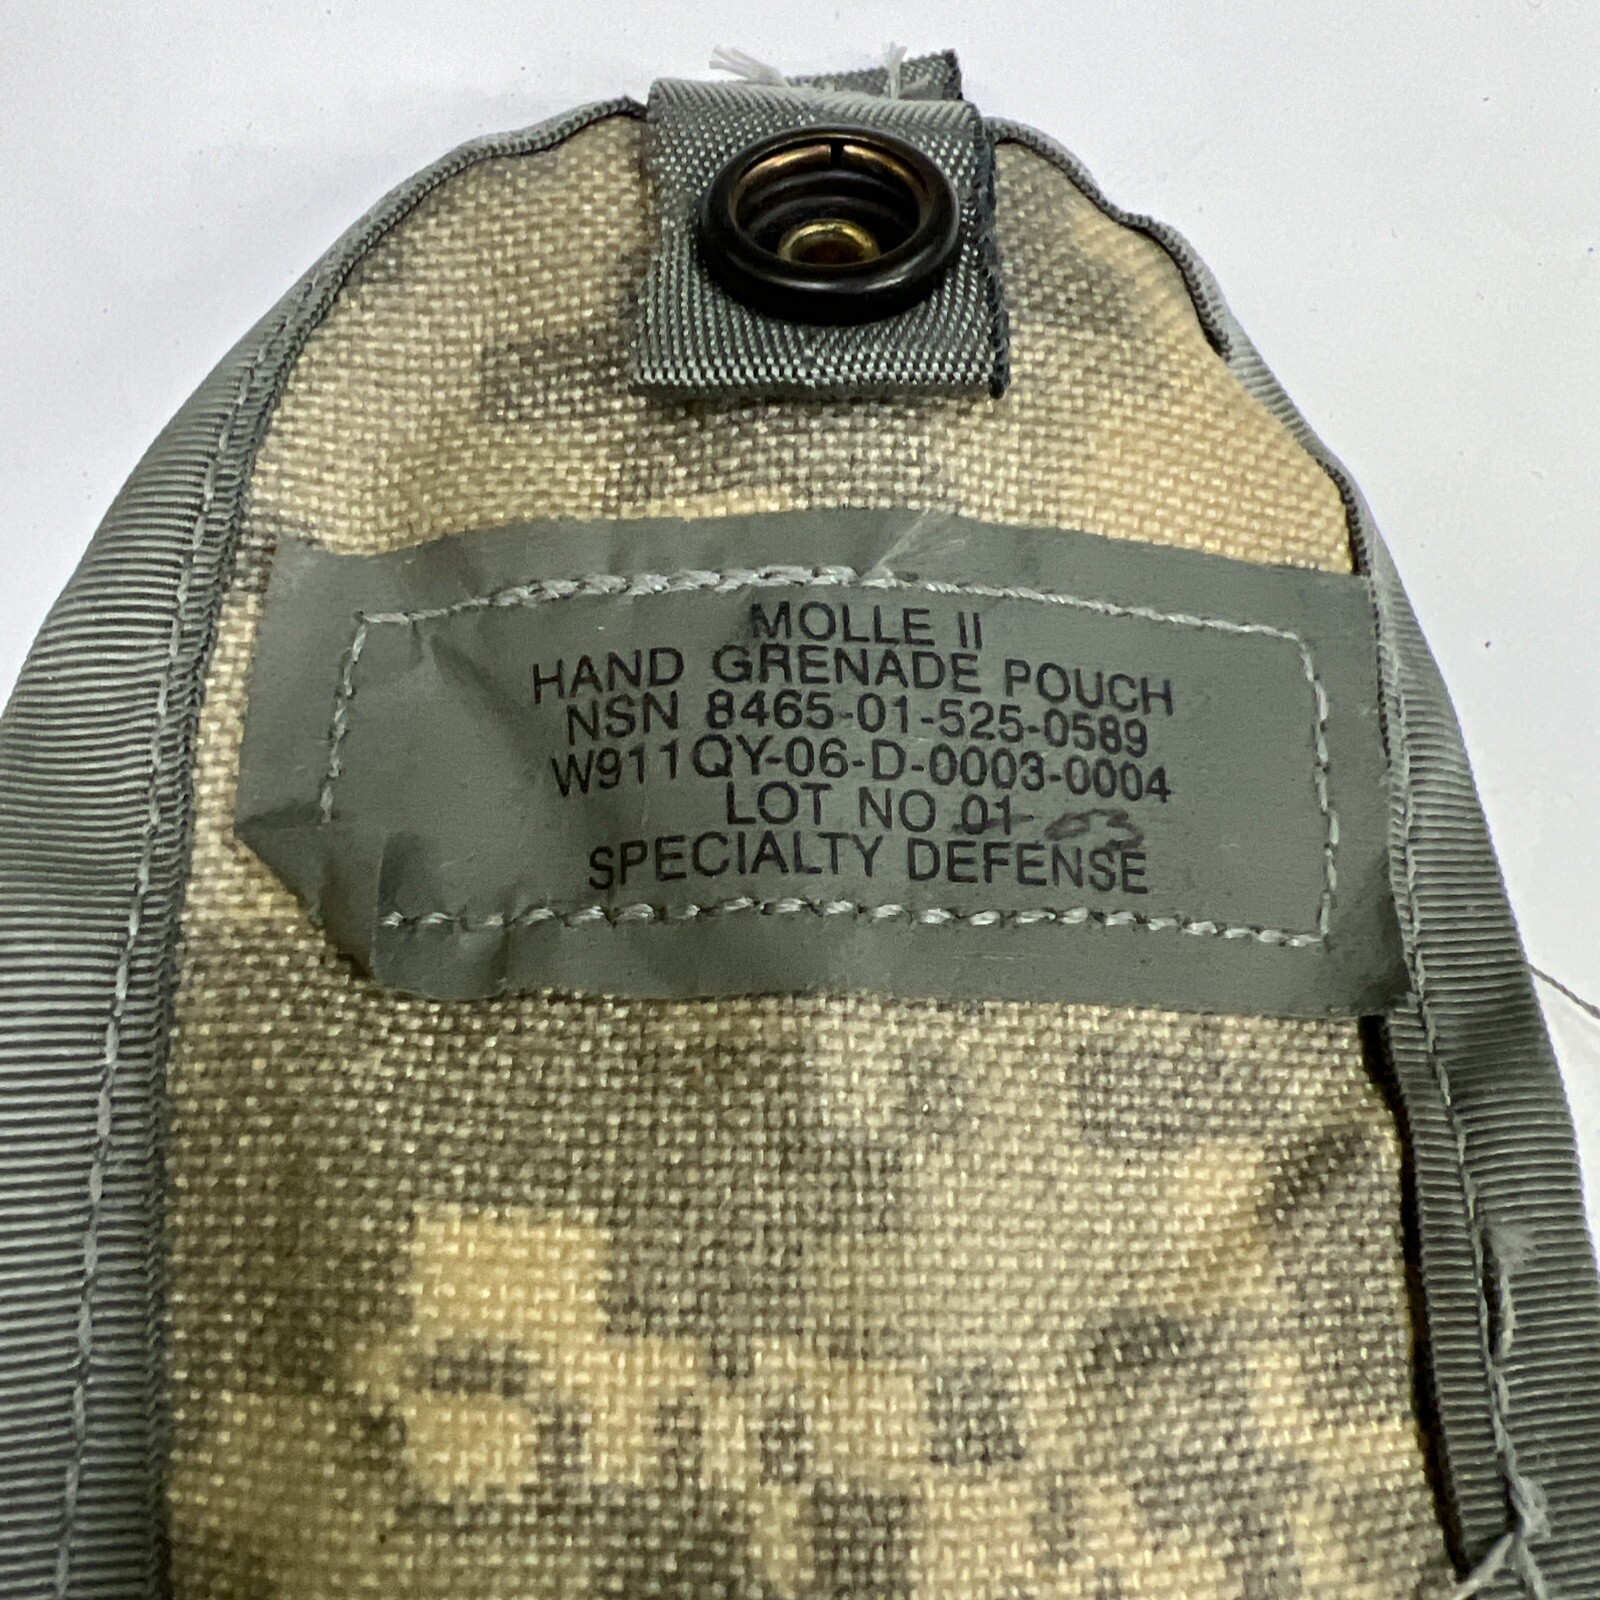 MOLLE II
HAND GRENADE POUCH
NSN 8465-01-525-0589
W911QY-06-D-0003-0004
LOT NO 01 03
SPECIALTY DEFENSE